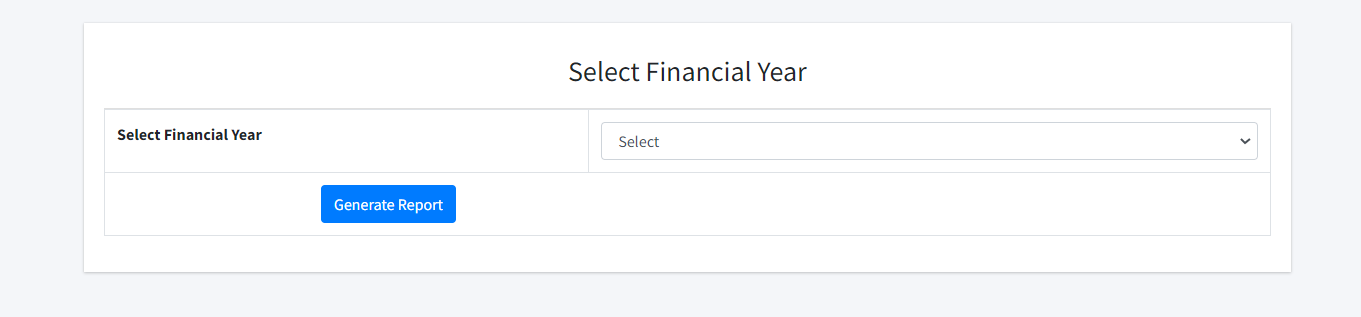 Select Financial Year
Select Financial Year
Select
Generate Report